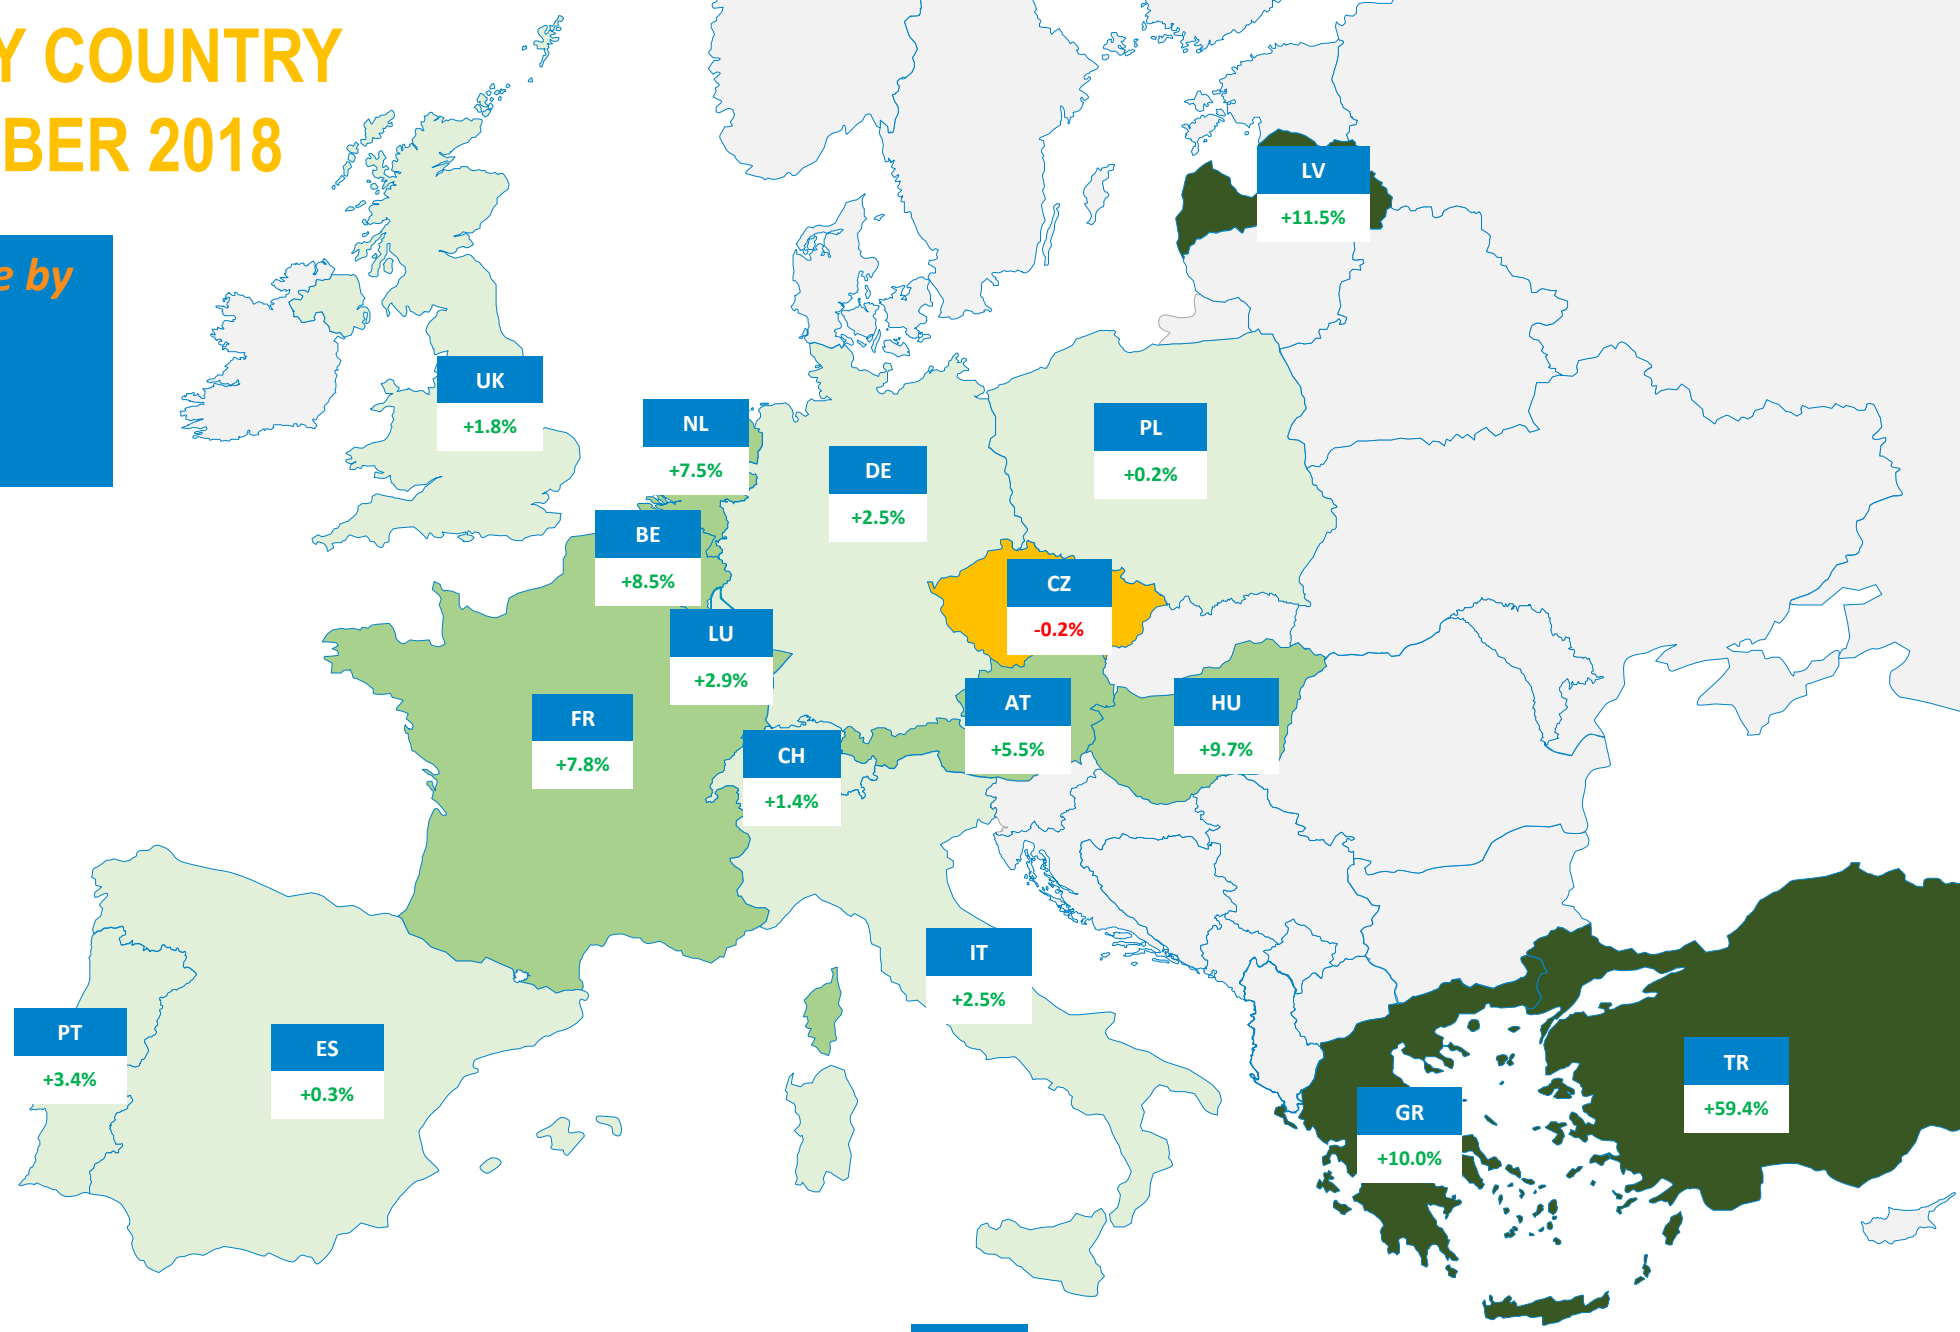 Y COUNTRY
BER 2018
e by
LV
+11.5%
UK
+1.8%
NL
+7.5%
DE
+2.5%
PL
+0.2%
BE
+8.5%
CZ
-0.2%
LU
+2.9%
FR
+7.8%
AT
+5.5%
HU
+9.7%
CH
+1.4%
IT
+2.5%
PT
+3.4%
ES
+0.3%
TR
+59.4%
GR
+10.0%